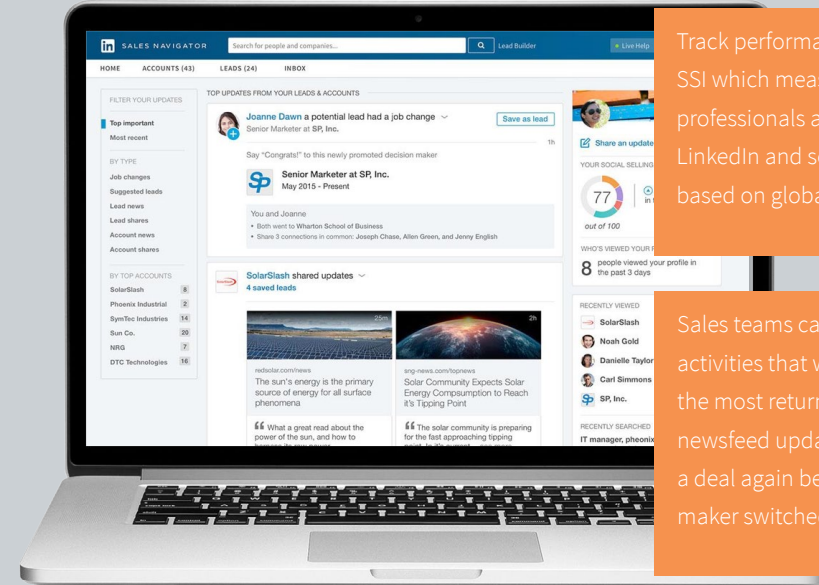 in SALES NAVIGATOR
Search for people and companies...
Lead Builder
Live Help
HOME ACCOUNTS (43) LEADS (24) INBOX
FILTER YOUR UPDATES
Top important
Most recent
BY TYPE
Job changes
Suggested leads
Lead news
Lead shares
Account news
Account shares
BY TOP ACCOUNTS
SolarSlash 8
Phoenix Industrial 2
SymTec Industries 14
Sun Co. 20
NRG 7
DTC Technologies 16
TOP UPDATES FROM YOUR LEADS & ACCOUNTS
Joanne Dawn a potential lead had a job change
Senior Marketer at SP, Inc.
Save as lead
1h
Say “Congrats!” to this newly promoted decision maker
SP
Senior Marketer at SP, Inc.
May 2015 - Present
You and Joanne
• Both went to Wharton School of Business
• Share 3 connections in common: Joseph Chase, Allen Green, and Jenny English
SolarSlash shared updates
4 saved leads
25m
redsolar.com/news
The sun's energy is the primary
source of energy for all surface
phenomena
“ What a great read about the
power of the sun, and how to
2h
sng-news.com/topnews
Solar Community Expects Solar
Energy Compsumption to Reach
it's Tipping Point
“ The solar community is preparing
for the fast approaching tipping
Share an update
YOUR SOCIAL SELLING
77
out of 100
WHO'S VIEWED YOUR
8 people viewed your profile in
the past 3 days
RECENTLY VIEWED
SolarSlash
Noah Gold
Danielle Taylor
Carl Simmons
SP SP, Inc.
RECENTLY SEARCHED
IT manager, pheonix
Track performa
SSI which meas
professionals a
LinkedIn and s
based on globa
Sales teams ca
activities that w
the most return
newsfeed upda
a deal again be
maker switche